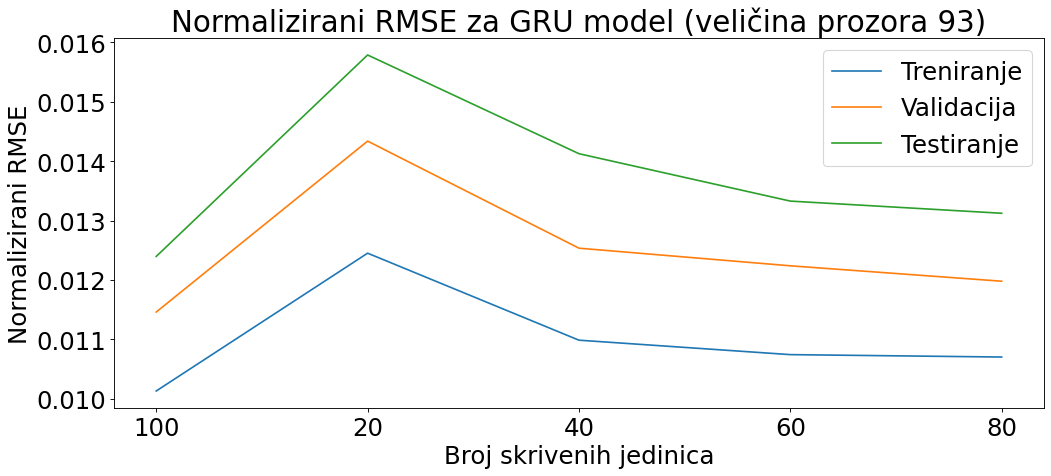 Normalizirani RMSE za GRU model (veličina prozora 93)
Normalizirani RMSE
0.016
0.015
0.014
0.013
0.012
0.011
0.010
Treniranje
Validacija
Testiranje
100 20 40 60 80
Broj skrivenih jedinica